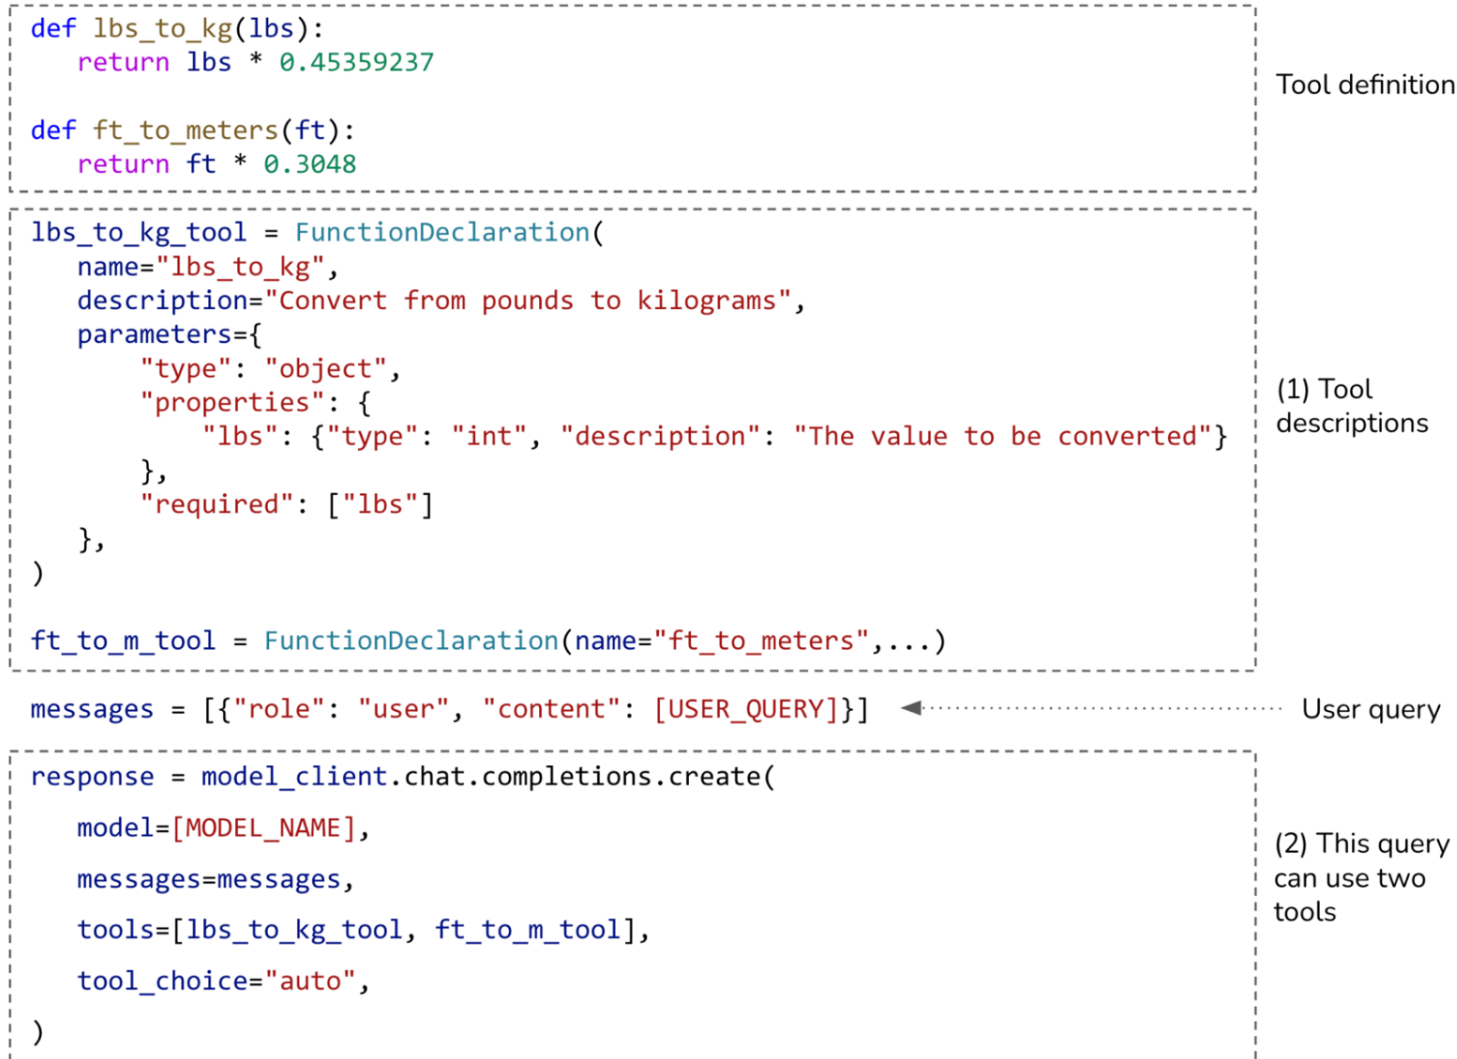 def lbs_to_kg(lbs):
   return lbs * 0.45359237
def ft_to_meters(ft):
   return ft * 0.3048
Tool definition
lbs_to_kg_tool = FunctionDeclaration(
   name="lbs_to_kg",
   description="Convert from pounds to kilograms",
   parameters={
       "type": "object",
       "properties": {
           "lbs": {"type": "int", "description": "The value to be converted"}
       },
       "required": ["lbs"]
   },
)
ft_to_m_tool = FunctionDeclaration(name="ft_to_meters",...)
(1) Tool
descriptions
messages = [{"role": "user", "content": [USER_QUERY]}]
User query
response = model_client.chat.completions.create(
   model=[MODEL_NAME],
   messages=messages,
   tools=[lbs_to_kg_tool, ft_to_m_tool],
   tool_choice="auto",
)
(2) This query
can use two
tools